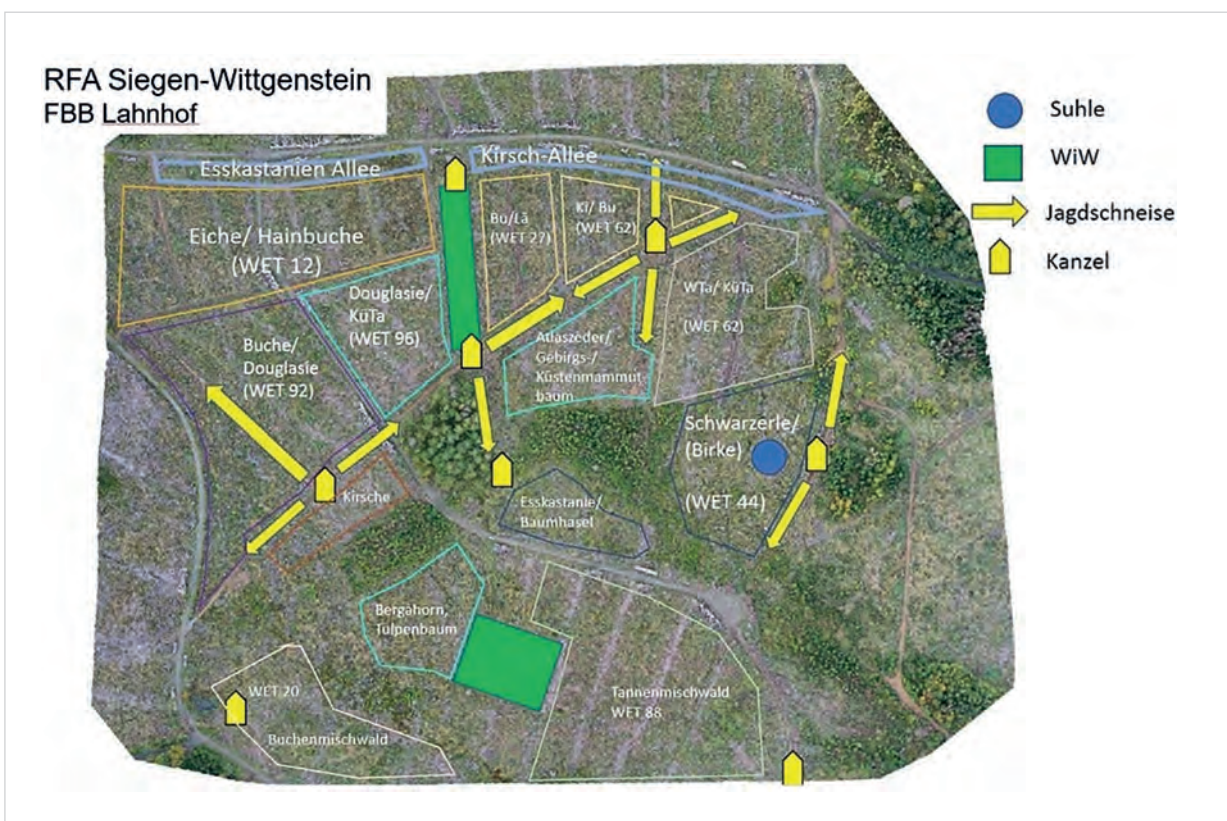 RFA Siegen-Wittgenstein
FBB Lahnhof
Suhle
WiW
Jagdschneise
Kanzel
Esskastanien Allee
Kirsch-Allee
Eiche/ Hainbuche
(WET 12)
Bu/Lä
(WET 27)
Ki/ Bu
(WET 62)
Douglasie/
KüTa
(WET 96)
WTa/ KüTa
(WET 62)
Buche/
Douglasie
(WET 92)
Atlaszeder/
Gebirgs-/
Küstenmammut-
baum
Schwarzerle/
(Birke)
(WET 44)
Kirsche
Esskastanie/
Baumhasel
Bergahorn,
Tulpenbaum
Tannenmischwald
WET 88
WET 20
Buchenmischwald